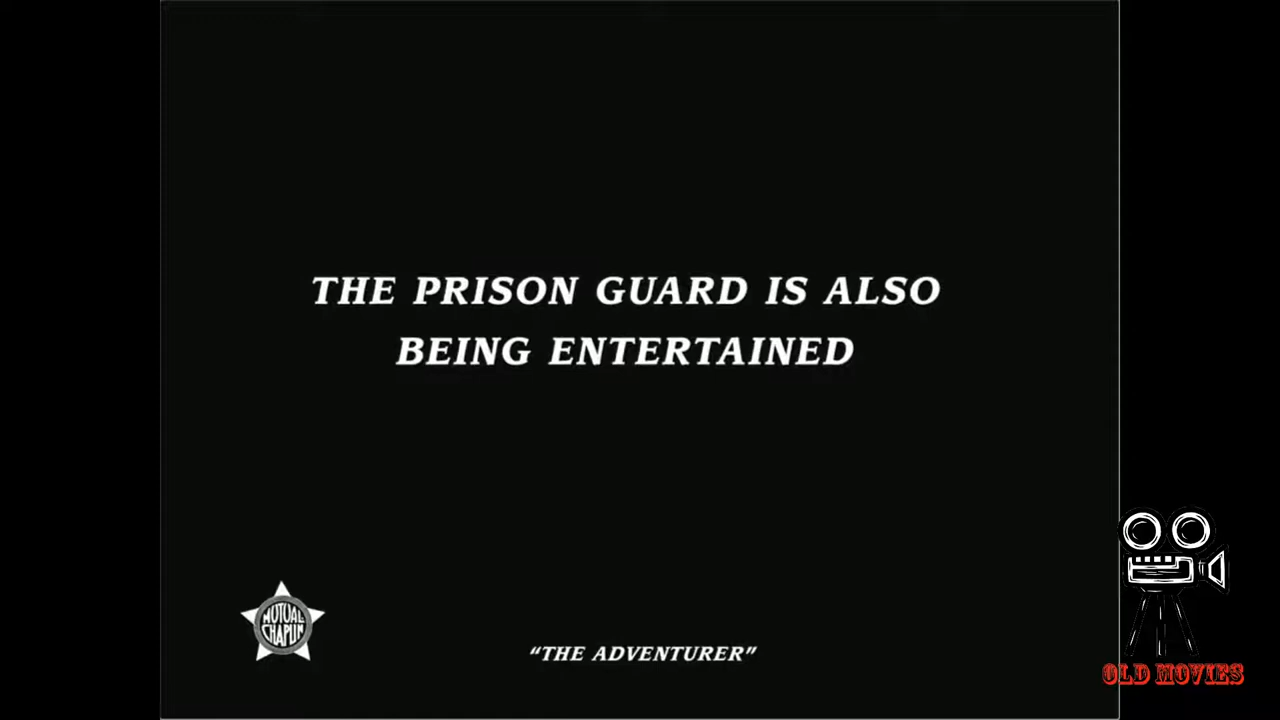 THE PRISON GUARD IS ALSO
BEING ENTERTAINED
MUTUAL
CHAPLIN
"THE ADVENTURER"
OLD MOVIES